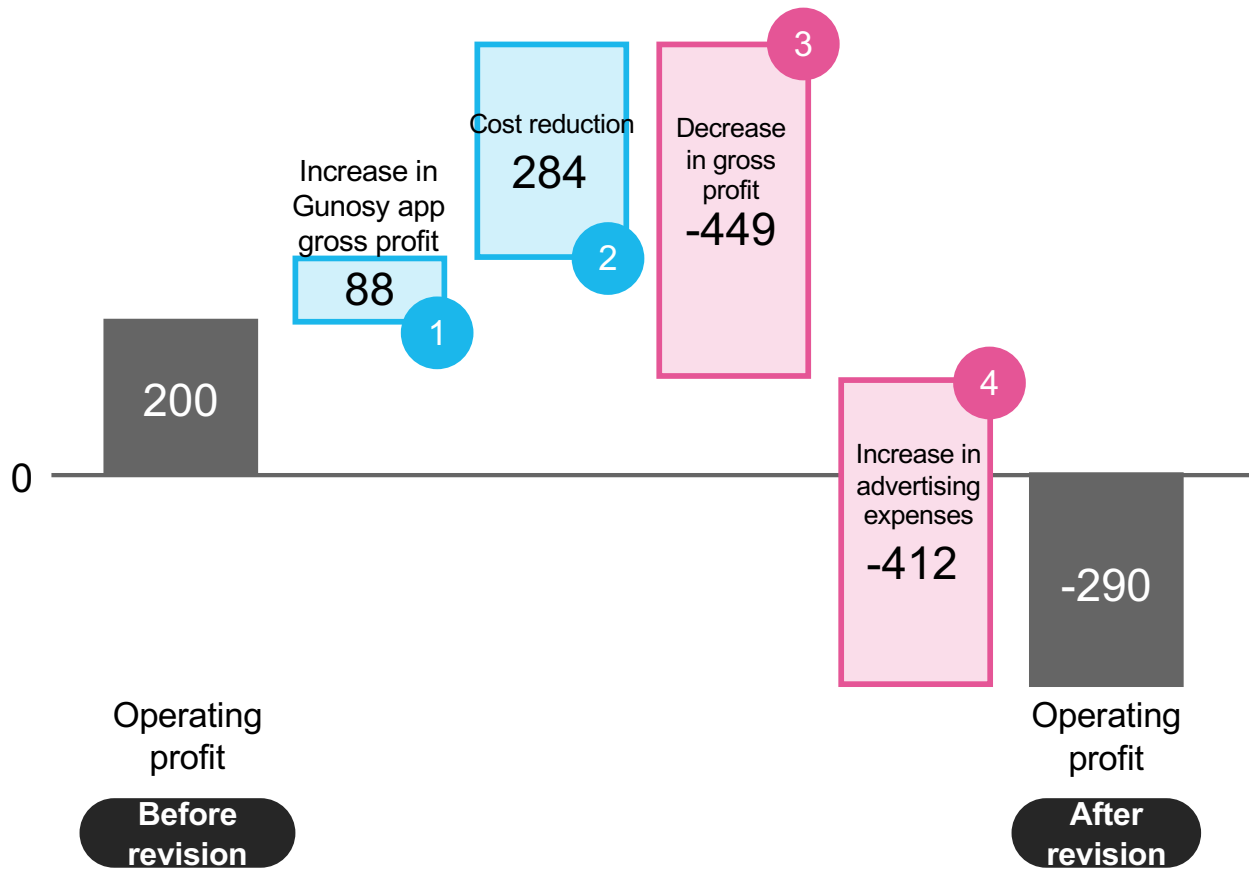 3
Cost reduction
284
Decrease
in gross
profit
-449
Increase in
Gunosy app
gross profit
88
2
1
4
200
Increase in
advertising
expenses
-412
0
-290
Operating
profit
Before
revision
Operating
profit
After
revision